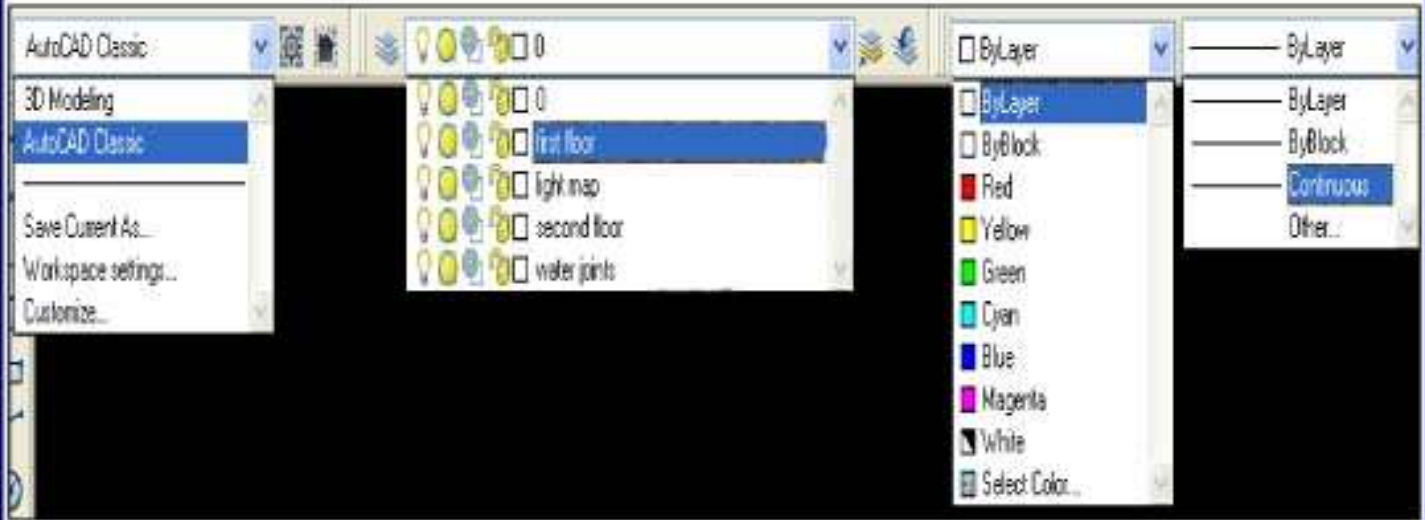 AutoCAD Classic
0
ByLayer
ByLayer
3D Modeling
AutoCAD Classic
Save Current As...
Workspace settings...
Customize...
0
first floor
light map
second floor
water joints
ByLayer
ByBlock
Red
Yellow
Green
Cyan
Blue
Magenta
White
Select Color...
ByLayer
ByBlock
Continuous
Other...